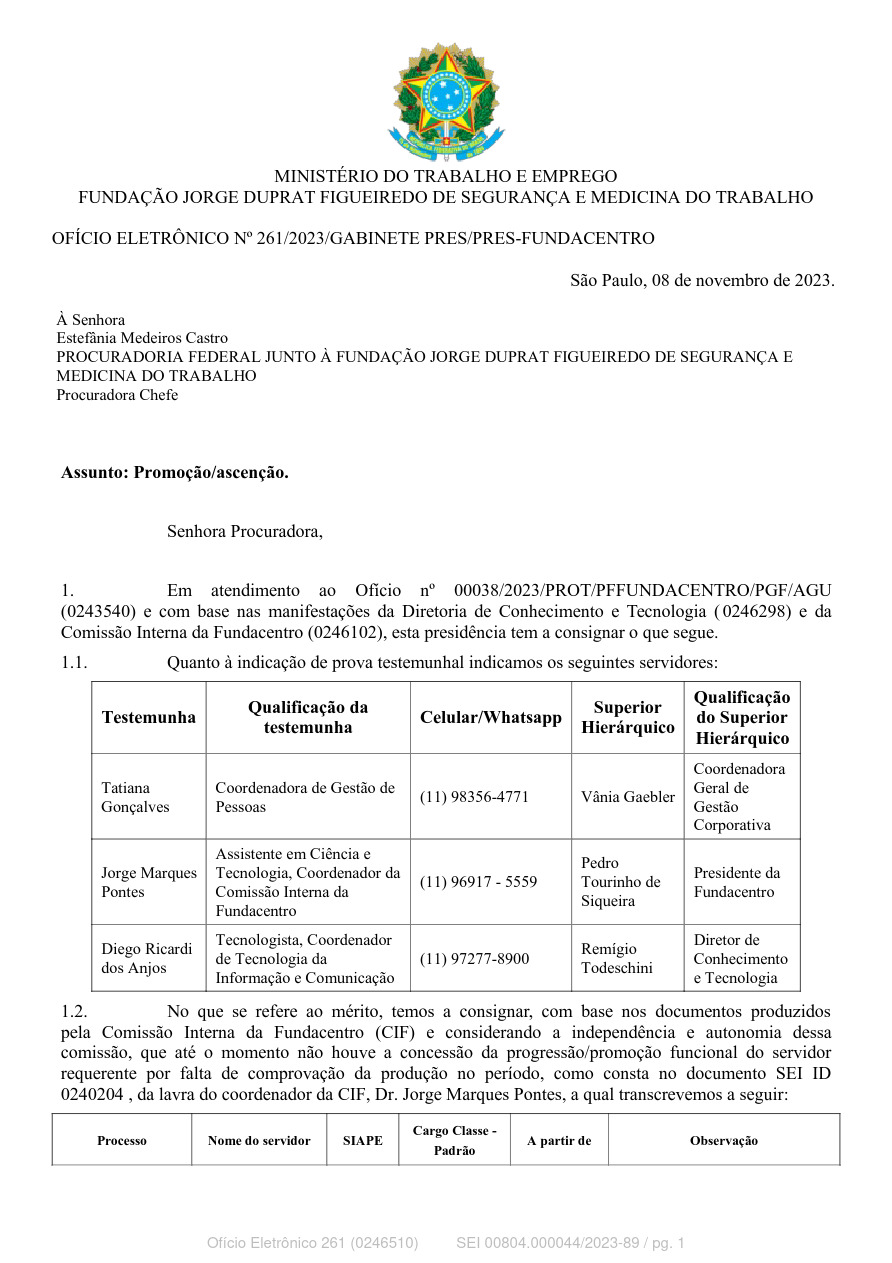 MINISTÉRIO DO TRABALHO E EMPREGO
FUNDAÇÃO JORGE DUPRAT FIGUEIREDO DE SEGURANÇA E MEDICINA DO TRABALHO
OFÍCIO ELETRÔNICO Nº 261/2023/GABINETE PRES/PRES-FUNDACENTRO
São Paulo, 08 de novembro de 2023.
À Senhora
Estefânia Medeiros Castro
PROCURADORIA FEDERAL JUNTO À FUNDAÇÃO JORGE DUPRAT FIGUEIREDO DE SEGURANÇA E
MEDICINA DO TRABALHO
Procuradora Chefe
Assunto: Promoção/ascenção.
Senhora Procuradora,
1. Em atendimento ao Ofício nº 00038/2023/PROT/PFFUNDACENTRO/PGF/AGU
(0243540) e com base nas manifestações da Diretoria de Conhecimento e Tecnologia ( 0246298) e da
Comissão Interna da Fundacentro (0246102), esta presidência tem a consignar o que segue.
1.1. Quanto à indicação de prova testemunhal indicamos os seguintes servidores:
Testemunha
Qualificação da
testemunha
Celular/Whatsapp
Superior
Hierárquico
Qualificação
do Superior
Hierárquico
Tatiana
Gonçalves
Coordenadora de Gestão de
Pessoas
(11) 98356-4771
Vânia Gaebler
Coordenadora
Geral de
Gestão
Corporativa
Jorge Marques
Pontes
Assistente em Ciência e
Tecnologia, Coordenador da
Comissão Interna da
Fundacentro
(11) 96917 - 5559
Pedro
Tourinho de
Siqueira
Presidente da
Fundacentro
Diego Ricardi
dos Anjos
Tecnologista, Coordenador
de Tecnologia da
Informação e Comunicação
(11) 97277-8900
Remígio
Todeschini
Diretor de
Conhecimento
e Tecnologia
1.2. No que se refere ao mérito, temos a consignar, com base nos documentos produzidos
pela Comissão Interna da Fundacentro (CIF) e considerando a independência e autonomia dessa
comissão, que até o momento não houve a concessão da progressão/promoção funcional do servidor
requerente por falta de comprovação da produção no período, como consta no documento SEI ID
0240204 , da lavra do coordenador da CIF, Dr. Jorge Marques Pontes, a qual transcrevemos a seguir:
Processo
Nome do servidor
SIAPE
Cargo Classe -
Padrão
A partir de
Observação
Ofício Eletrônico 261 (0246510) SEI 00804.000044/2023-89 / pg. 1